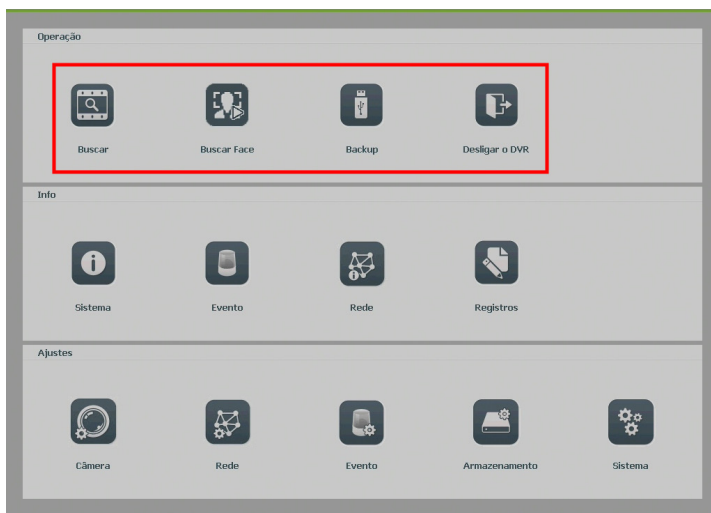 Operação
Buscar
Buscar Face
Backup
Desligar o DVR
Info
Sistema
Evento
Rede
Registros
Ajustes
Câmera
Rede
Evento
Armazenamento
Sistema